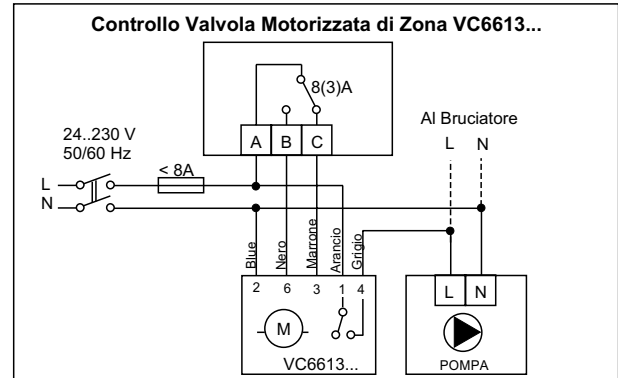 Controllo Valvola Motorizzata di Zona VC6613...
8(3)A
A B C
Al Bruciatore
L N
24..230 V
50/60 Hz
< 8A
L
N
Blue
Nero
Marrone
Arancio
Grigio
2 6 3 1 4
M
VC6613...
L N
POMPA